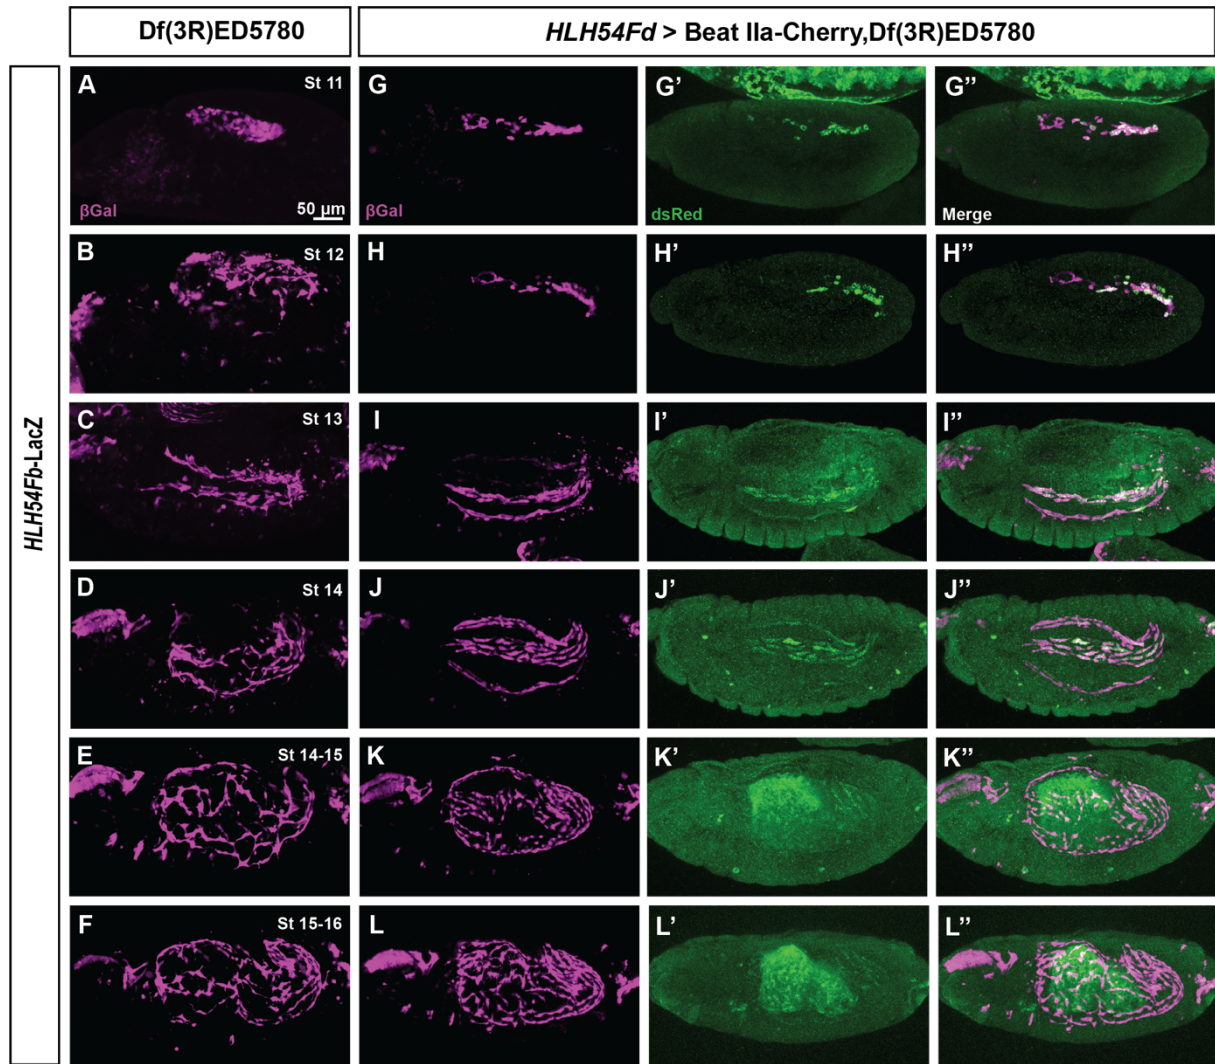 Df(3R)ED5780
HLH54Fd > Beat IIa-Cherry,Df(3R)ED5780
HLH54Fb-LacZ
A St 11 G G’ G’’
βGal 50 µm βGal dsRed Merge
B St 12 H H’ H’’
C St 13 I I’ I’’
D St 14 J J’ J’’
E St 14-15 K K’ K’’
F St 15-16 L L’ L’’